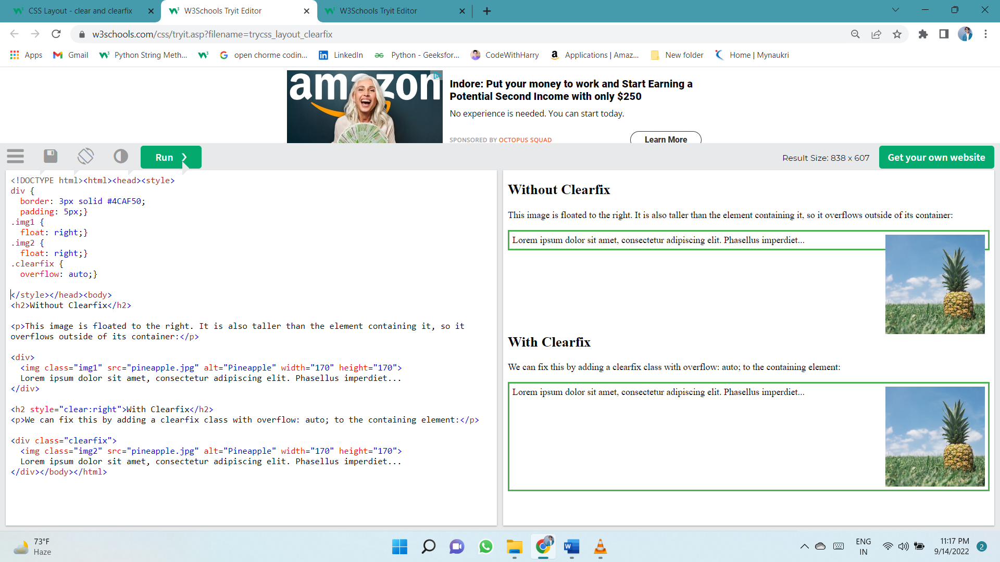 CSS Layout - clear and clearfix
W3Schools Tryit Editor
W3Schools Tryit Editor
w3schools.com/css/tryit.asp?filename=trycss_layout_clearfix
Apps
Gmail
Python String Meth...
open chorme codin...
LinkedIn
Python - Geeksfor...
CodeWithHarry
Applications | Amaz...
New folder
Home | Mynaukri
amazon
Indore: Put your money to work and Start Earning a
Potential Second Income with only $250
No experience is needed. You can start today.
SPONSORED BY OCTOPUS SQUAD
Learn More
Run ❯
Result Size: 838 x 607
Get your own website
<!DOCTYPE html><html><head><style>
div {
  border: 3px solid #4CAF50;
  padding: 5px;}
.img1 {
  float: right;}
.img2 {
  float: right;}
.clearfix {
  overflow: auto;}
</style></head><body>
<h2>Without Clearfix</h2>
<p>This image is floated to the right. It is also taller than the element containing it, so it
overflows outside of its container:</p>
<div>
  <img class="img1" src="pineapple.jpg" alt="Pineapple" width="170" height="170">
  Lorem ipsum dolor sit amet, consectetur adipiscing elit. Phasellus imperdiet...
</div>
<h2 style="clear:right">With Clearfix</h2>
<p>We can fix this by adding a clearfix class with overflow: auto; to the containing element:</p>
<div class="clearfix">
  <img class="img2" src="pineapple.jpg" alt="Pineapple" width="170" height="170">
  Lorem ipsum dolor sit amet, consectetur adipiscing elit. Phasellus imperdiet...
</div></body></html>
Without Clearfix
This image is floated to the right. It is also taller than the element containing it, so it overflows outside of its container:
Lorem ipsum dolor sit amet, consectetur adipiscing elit. Phasellus imperdiet...
With Clearfix
We can fix this by adding a clearfix class with overflow: auto; to the containing element:
Lorem ipsum dolor sit amet, consectetur adipiscing elit. Phasellus imperdiet...
73°F
Haze
ENG
IN
11:17 PM
9/14/2022
2